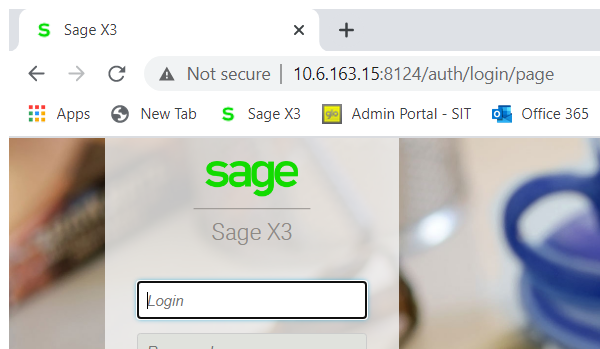 Sage X3
Not secure | 10.6.163.15:8124/auth/login/page
Apps New Tab Sage X3 glo Admin Portal - SIT Office 365
sage
Sage X3
Login